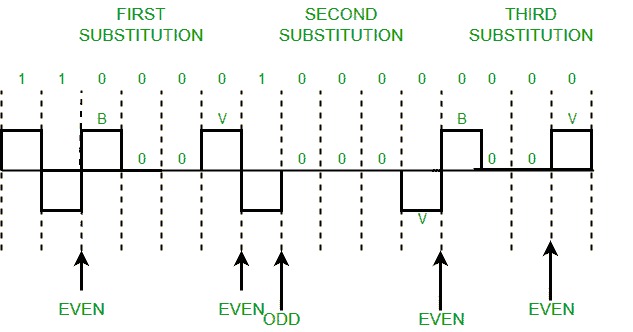 FIRST SUBSTITUTION SECOND SUBSTITUTION THIRD SUBSTITUTION
1 1 0 0 0 0 1 0 0 0 0 0 0 0 0
B V B V
0 0 0 0 0 0 0
V
EVEN EVEN ODD EVEN EVEN